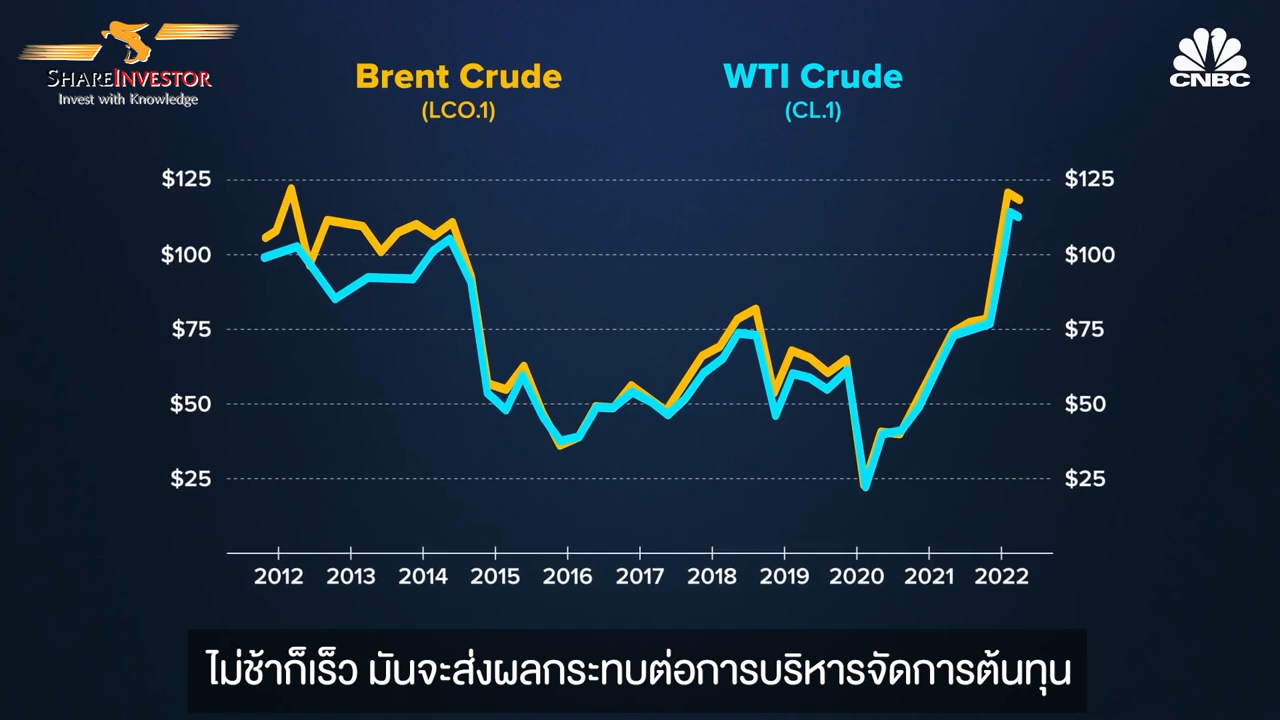 SHAREINVESTOR
Invest with Knowledge
Brent Crude
(LCO.1)
WTI Crude
(CL.1)
CNBC
$125
$125
$100
$100
$75
$75
$50
$50
$25
$25
2012 2013 2014 2015 2016 2017 2018 2019 2020 2021 2022
ไม่ช้าก็เร็ว มันจะส่งผลกระทบต่อการบริหารจัดการต้นทุน